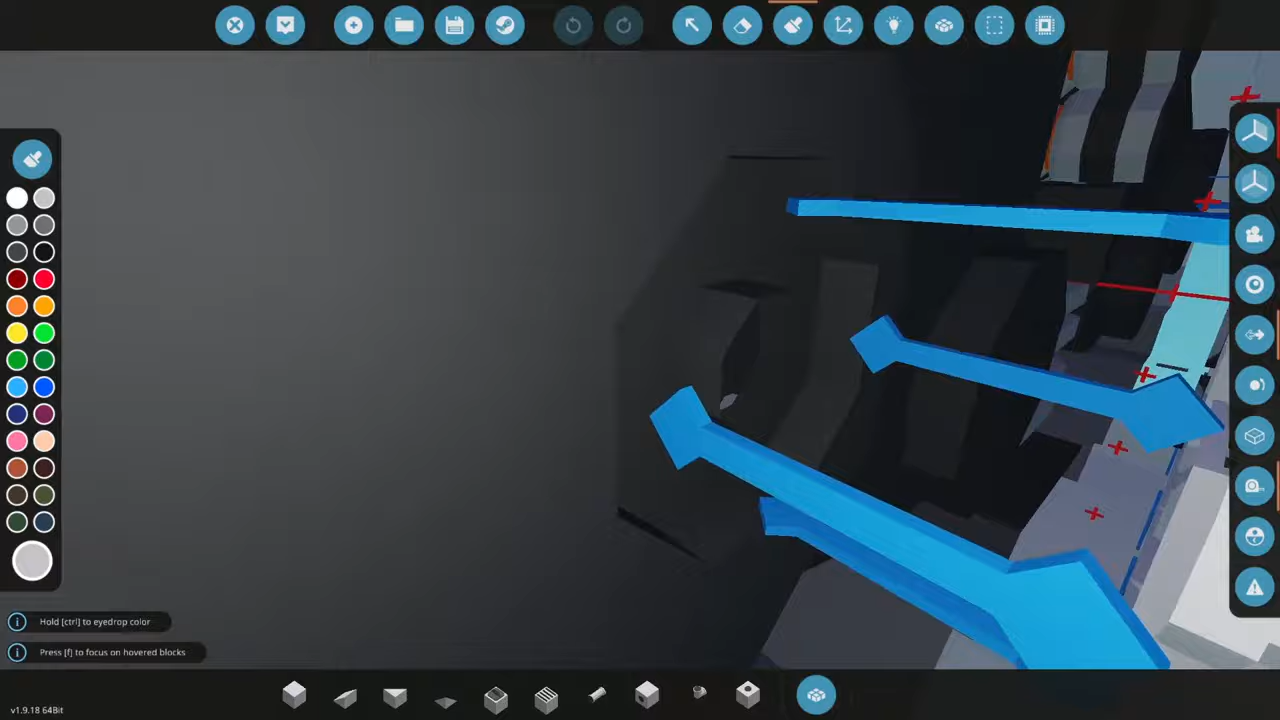 Hold [ctrl] to eyedrop color
Press [f] to focus on hovered blocks
v1.9.18 64Bit